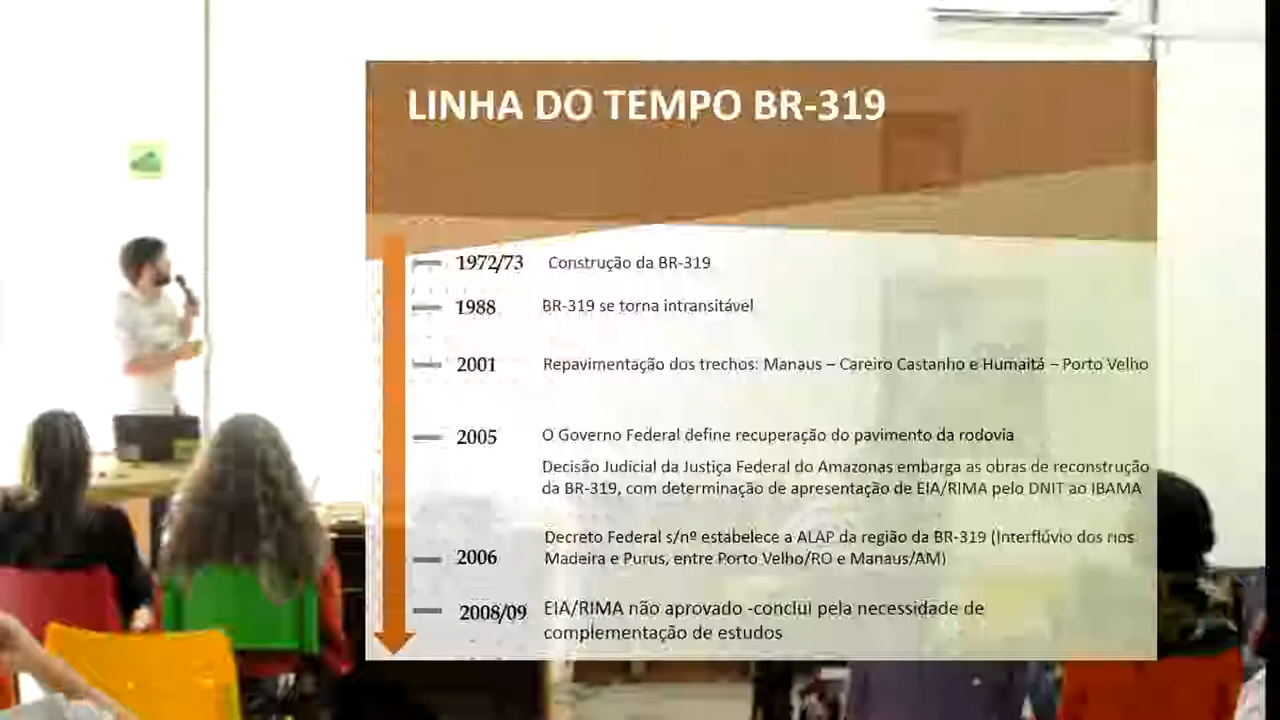 LINHA DO TEMPO BR-319
1972/73 Construção da BR-319
1988 BR-319 se torna intransitável
2001 Repavimentação dos trechos: Manaus – Careiro Castanho e Humaitá – Porto Velho
2005 O Governo Federal define recuperação do pavimento da rodovia
Decisão Judicial da Justiça Federal do Amazonas embarga as obras de reconstrução
da BR-319, com determinação de apresentação de EIA/RIMA pelo DNIT ao IBAMA
Decreto Federal s/nº estabelece a ALAP da região da BR-319 (Interflúvio dos rios
2006 Madeira e Purus, entre Porto Velho/RO e Manaus/AM)
2008/09 EIA/RIMA não aprovado -conclui pela necessidade de
complementação de estudos